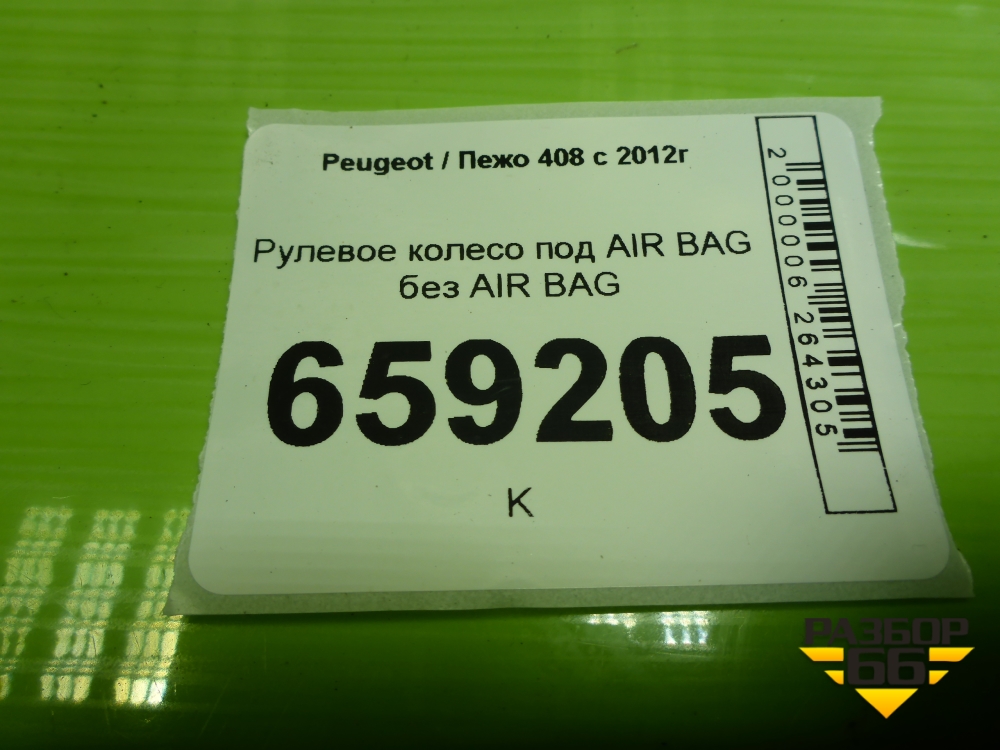 Peugeot / Пежо 408 с 2012г
Рулевое колесо под AIR BAG
без AIR BAG
659205
К
2000006264305
РАЗБОР
66